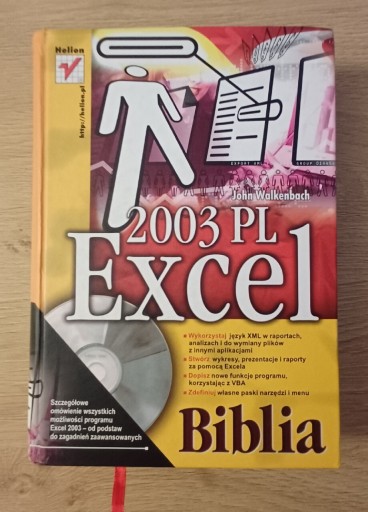 Helion
http://helion.pl
John Walkenbach
2003 PL
Excel
Wykorzystaj język XML w raportach,
analizach i do wymiany plików
z innymi aplikacjami
Stwórz wykresy, prezentacje i raporty
za pomocą Excela
Dopisz nowe funkcje programu,
korzystając z VBA
Zdefiniuj własne paski narzędzi i menu
Szczegółowe
omówienie wszystkich
możliwości programu
Excel 2003 – od podstaw
do zagadnień zaawansowanych
Biblia